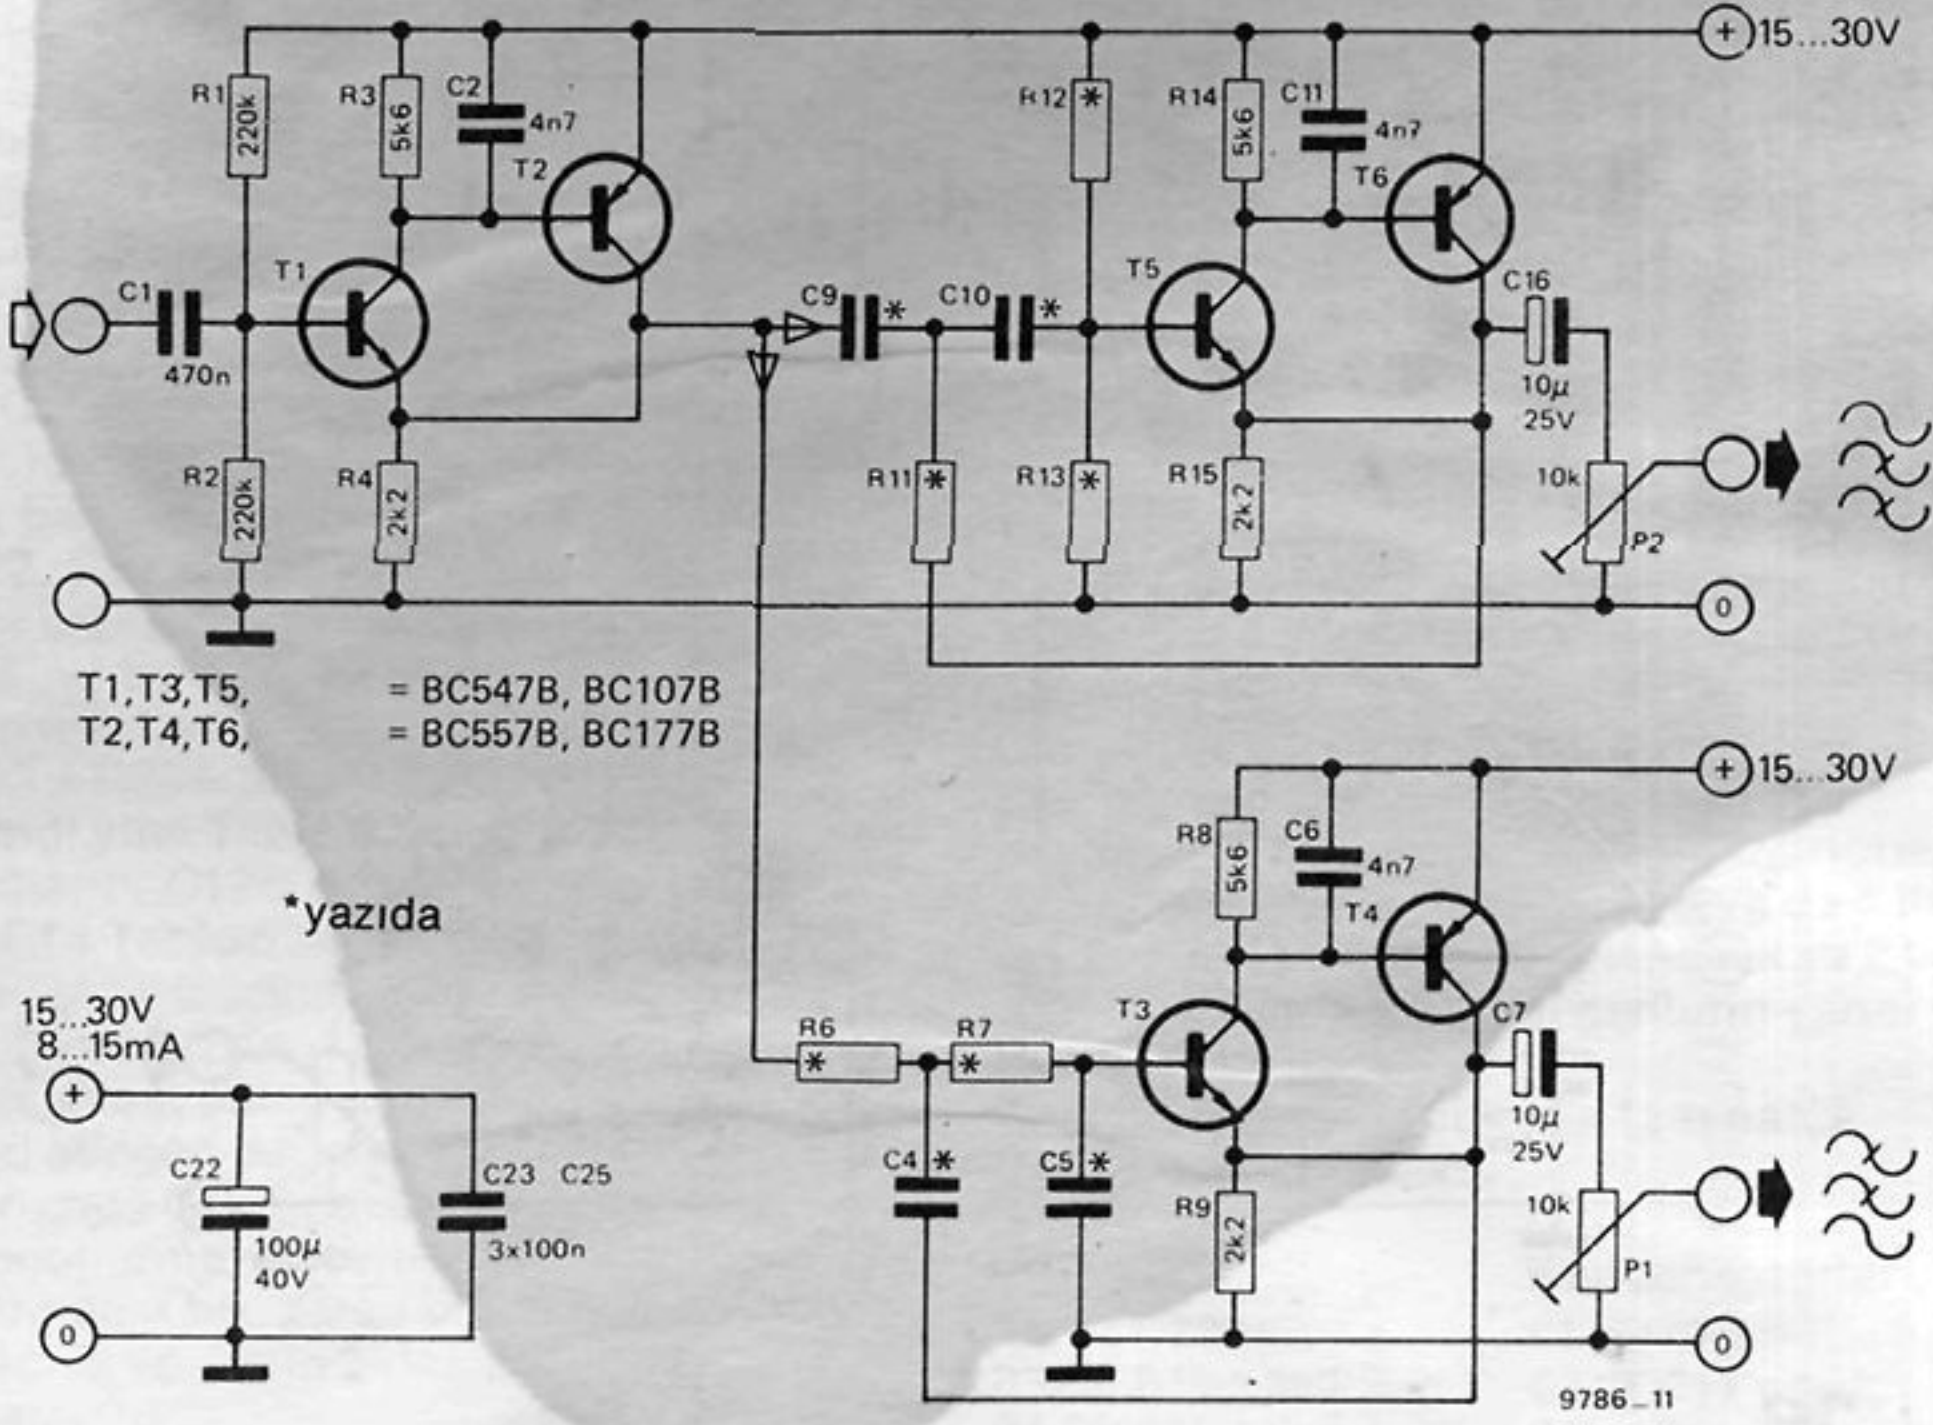 15...30V
R1
220k
R3
5k6
C2
4n7
T2
R12
*
R14
5k6
C11
4n7
T6
C1
470n
T1
C9
*
C10
*
T5
C16
10µ
25V
R2
220k
R4
2k2
R11
*
R13
*
R15
2k2
10k
P2
0
T1,T3,T5, = BC547B, BC107B
T2,T4,T6, = BC557B, BC177B
+ 15...30V
R8
5k6
C6
4n7
T4
*yazıda
15...30V
8...15mA
+
R6
*
R7
*
T3
C7
10µ
25V
C22
100µ
40V
C23 C25
3x100n
C4 *
C5 *
R9
2k2
10k
P1
0
0
9786-11